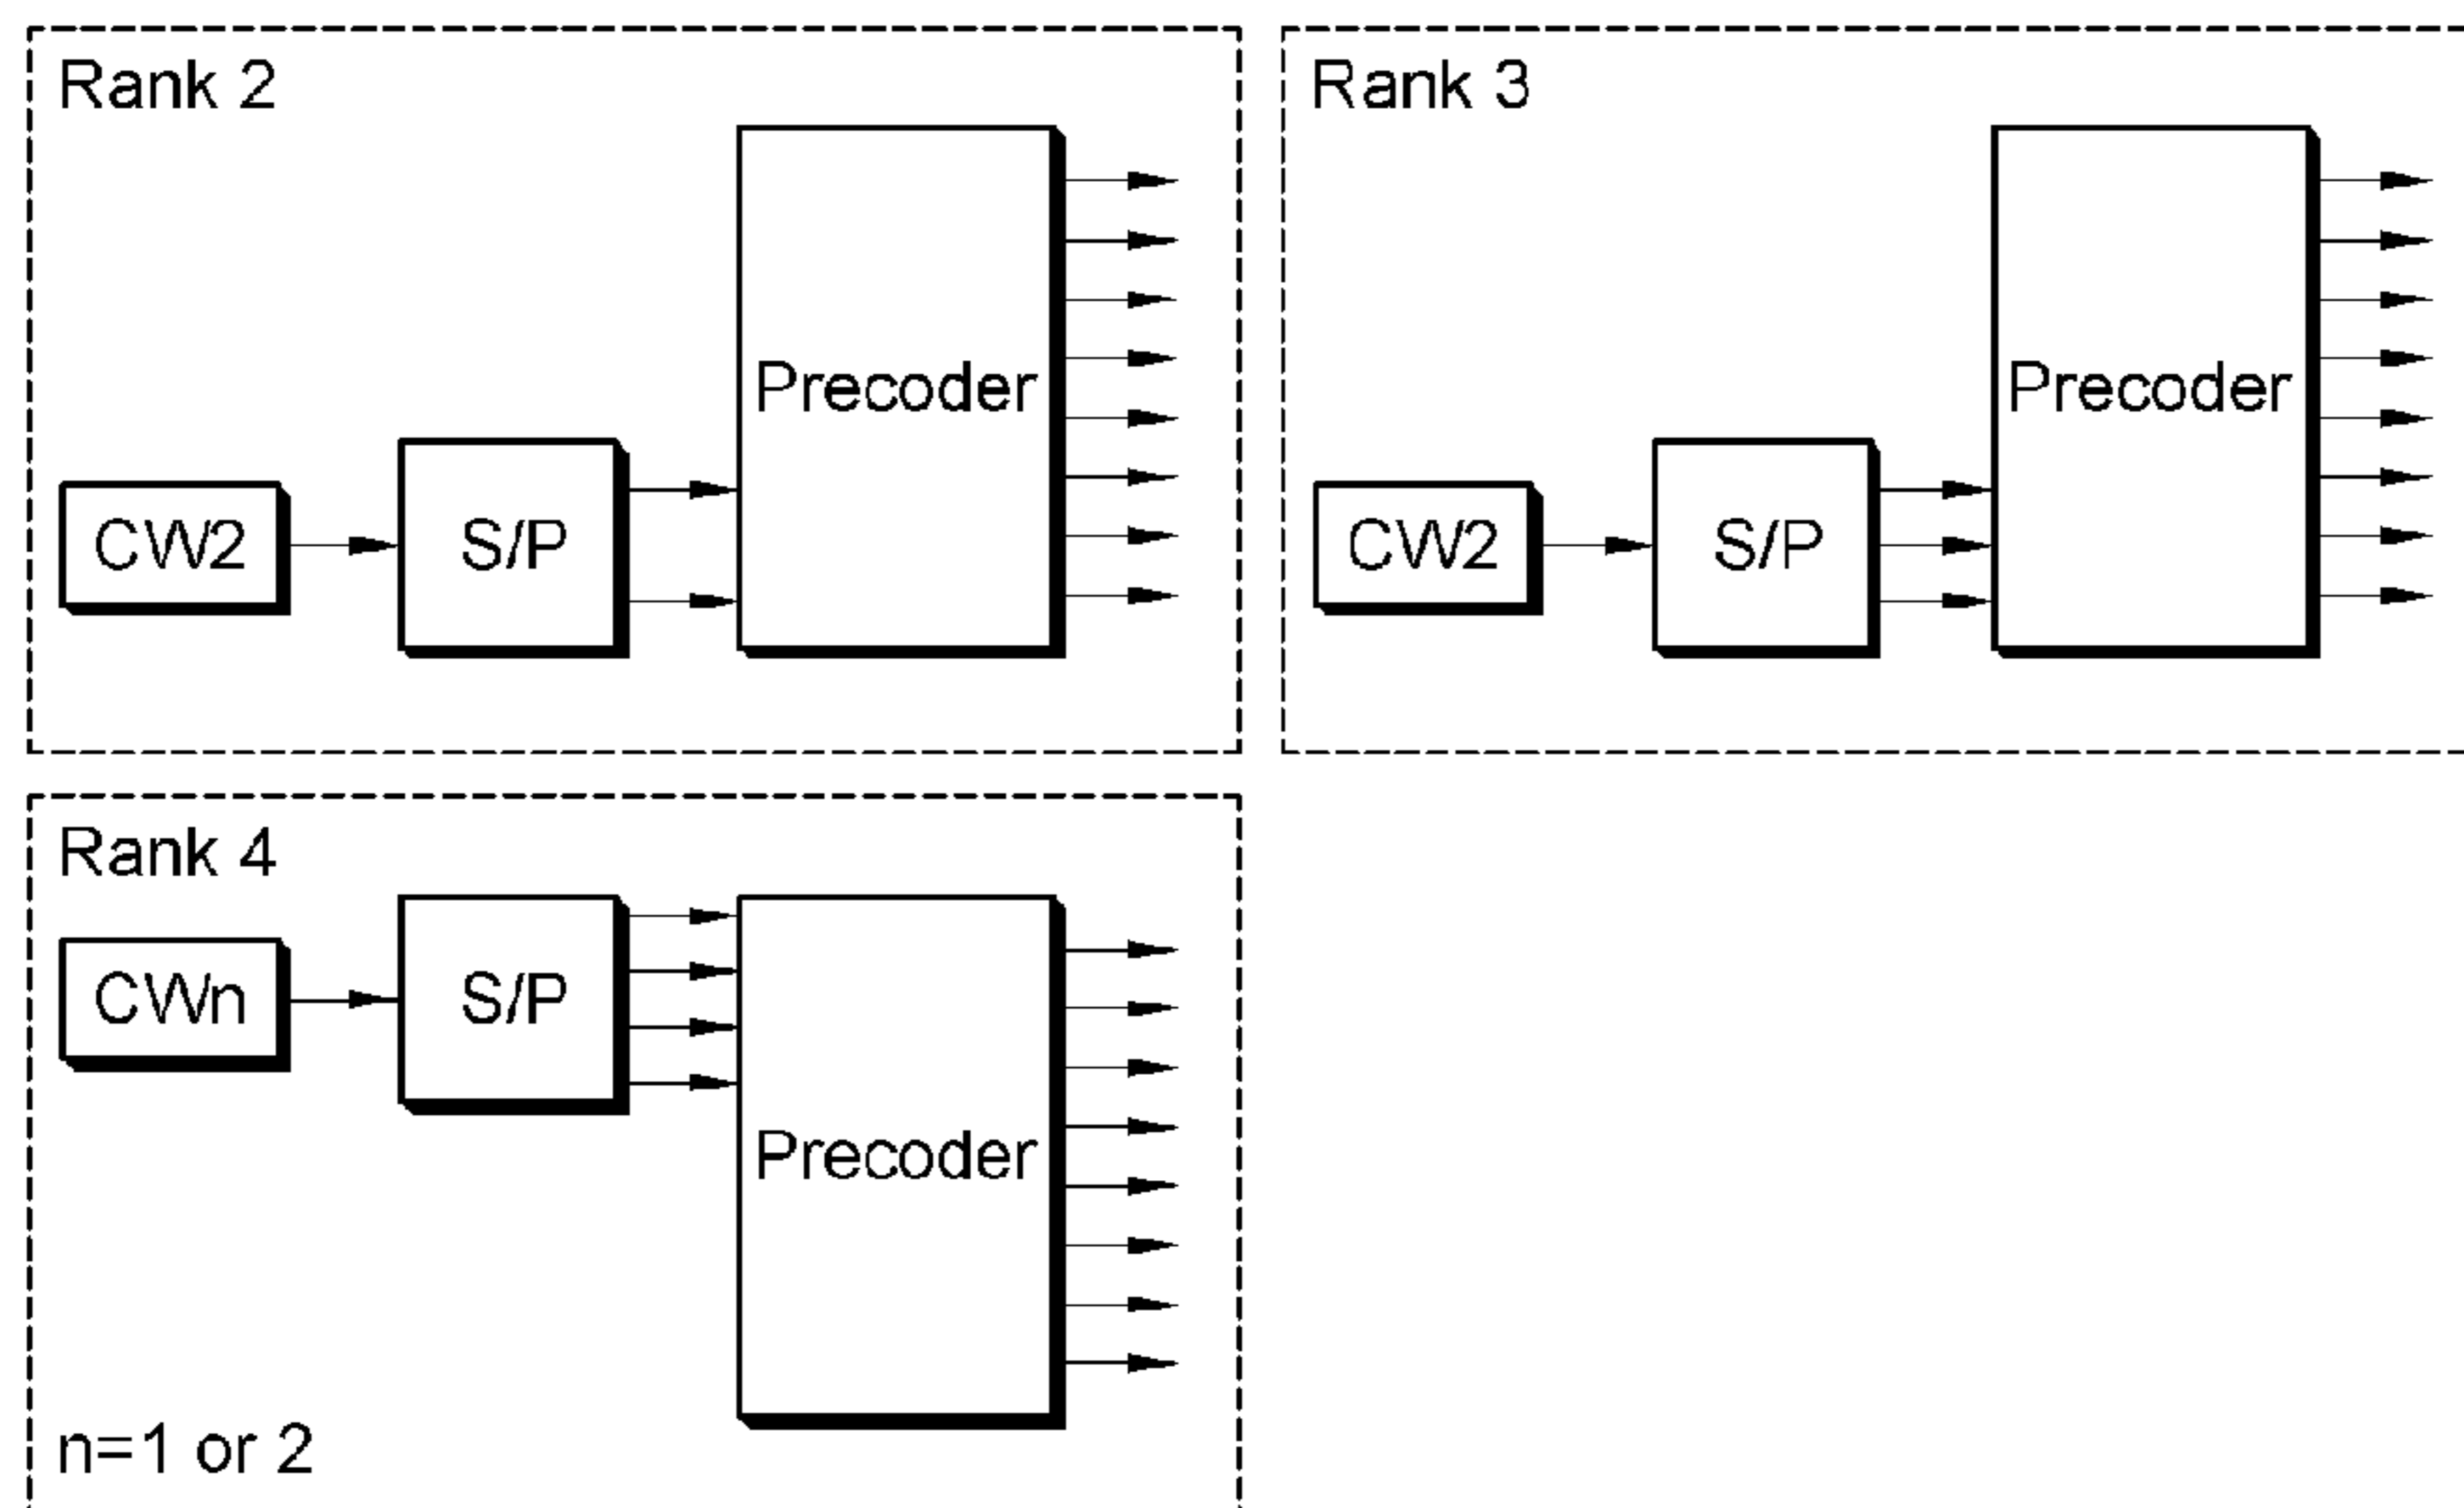 Rank 2
Precoder
CW2
S/P
Rank 3
Precoder
CW2
S/P
Rank 4
CWn
S/P
Precoder
n=1 or 2